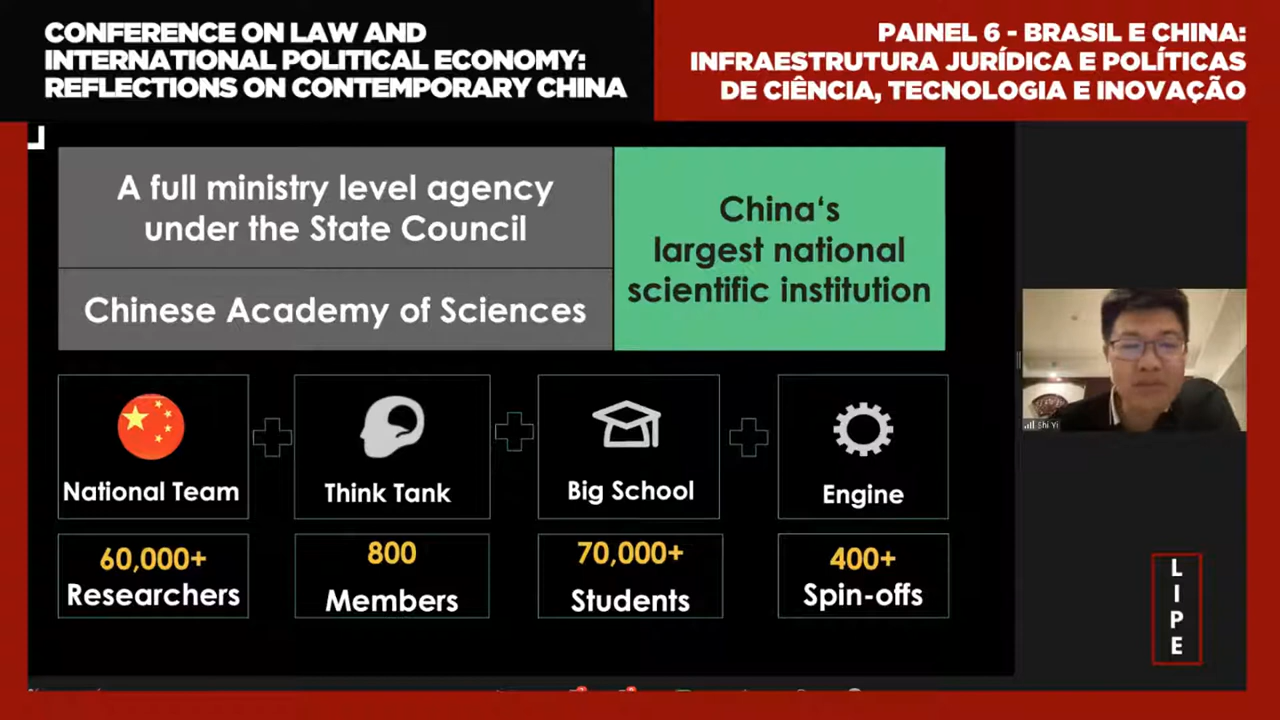 CONFERENCE ON LAW AND
INTERNATIONAL POLITICAL ECONOMY:
REFLECTIONS ON CONTEMPORARY CHINA
PAINEL 6 - BRASIL E CHINA:
INFRAESTRUTURA JURÍDICA E POLÍTICAS
DE CIÊNCIA, TECNOLOGIA E INOVAÇÃO
A full ministry level agency
under the State Council
Chinese Academy of Sciences
China‘s
largest national
scientific institution
National Team
Think Tank
Big School
Engine
60,000+
Researchers
800
Members
70,000+
Students
400+
Spin-offs
Shi Yi
L
I
P
E